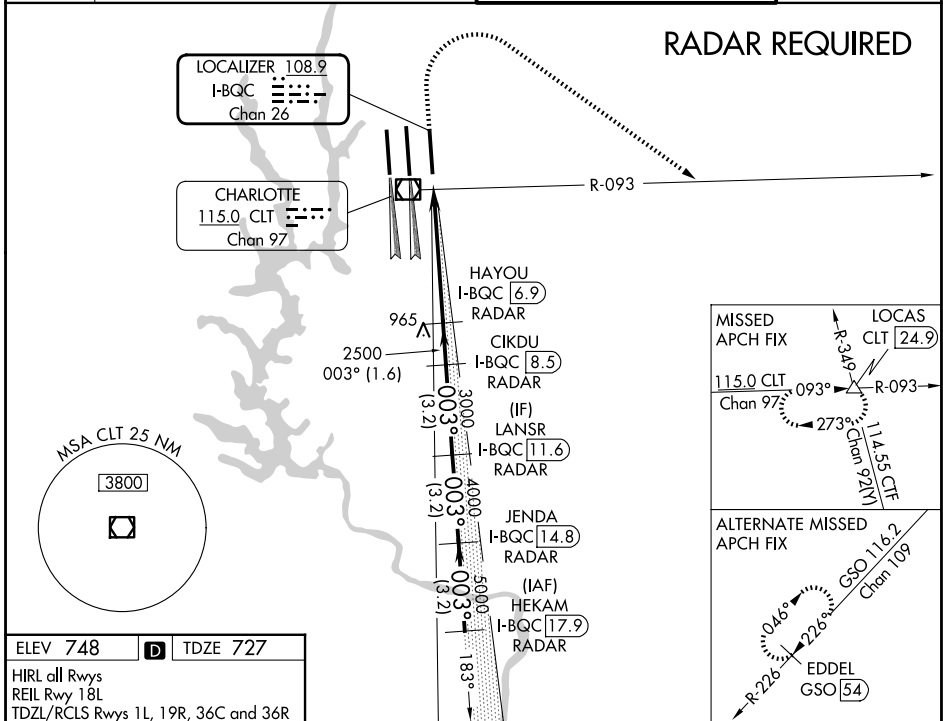 RADAR REQUIRED
LOCALIZER 108.9
I-BQC
Chan 26
CHARLOTTE
115.0 CLT
Chan 97
R-093
HAYOU
I-BQC 6.9
RADAR
965
CIKDU
I-BQC 8.5
RADAR
2500
003° (1.6)
003°
3000
(3.2)
(IF)
LANSR
I-BQC 11.6
RADAR
003°
4000
(3.2)
JENDA
I-BQC 14.8
RADAR
003°
5000
(3.2)
(IAF)
HEKAM
I-BQC 17.9
RADAR
183°
MSA CLT 25 NM
3800
MISSED
APCH FIX
LOCAS
CLT 24.9
R-349
115.0 CLT
Chan 97
093°
R-093
273°
114.55 CTF
Chan 92(Y)
ALTERNATE MISSED
APCH FIX
GSO 116.2
Chan 109
046°
226°
R-226
EDDEL
GSO 54
ELEV 748 D TDZE 727
HIRL all Rwys
REIL Rwy 18L
TDZL/RCLS Rwys 1L, 19R, 36C and 36R